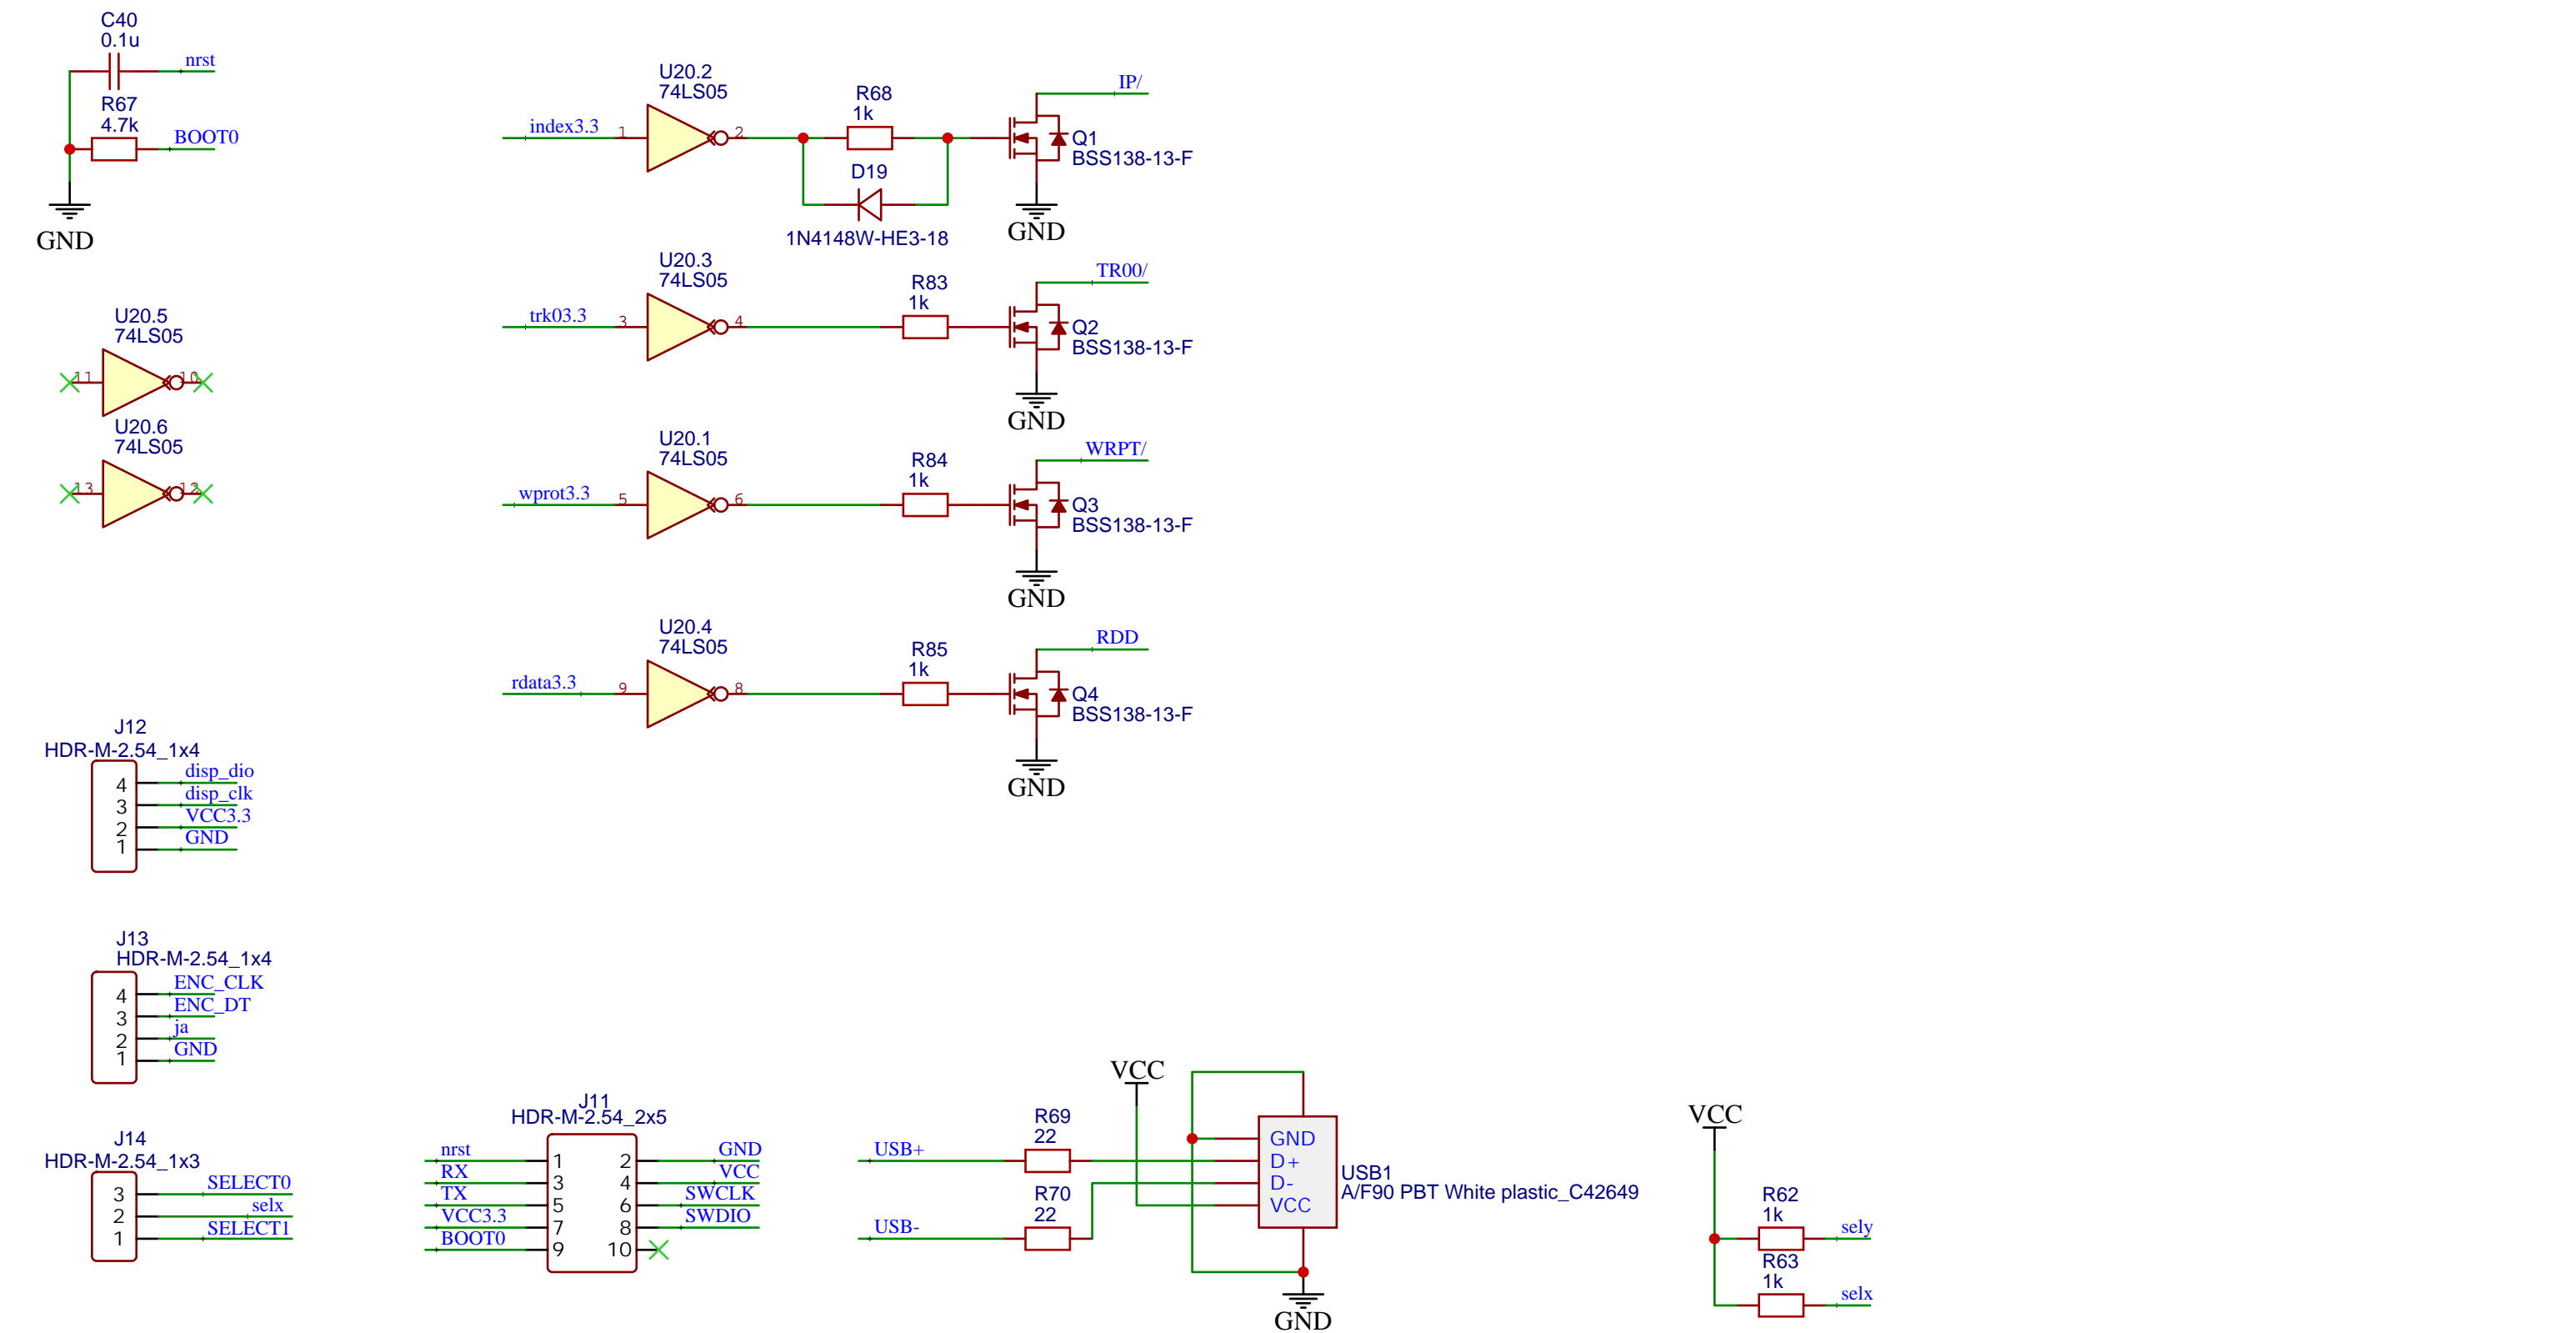 C40
0.1u
nrst
R67
4.7k
BOOT0
GND
U20.2
74LS05
index3.3
1
2
R68
1k
D19
1N4148W-HE3-18
IP/
Q1
BSS138-13-F
GND
U20.3
74LS05
trk03.3
3
4
R83
1k
TR00/
Q2
BSS138-13-F
GND
U20.5
74LS05
11
10
U20.6
74LS05
13
12
U20.1
74LS05
wprot3.3
5
6
R84
1k
WRPT/
Q3
BSS138-13-F
GND
U20.4
74LS05
rdata3.3
9
8
R85
1k
RDD
Q4
BSS138-13-F
GND
J12
HDR-M-2.54_1x4
4 disp_dio
3 disp_clk
2 VCC3.3
1 GND
J13
HDR-M-2.54_1x4
4 ENC_CLK
3 ENC_DT
2 ja
1 GND
J14
HDR-M-2.54_1x3
3 SELECT0
2 selx
1 SELECT1
J11
HDR-M-2.54_2x5
nrst 1 2 GND
RX 3 4 VCC
TX 5 6 SWCLK
VCC3.3 7 8 SWDIO
BOOT0 9 10
USB+
R69
22
USB-
R70
22
VCC
GND
D+
D-
VCC
USB1
A/F90 PBT White plastic_C42649
GND
VCC
R62
1k
sely
R63
1k
selx